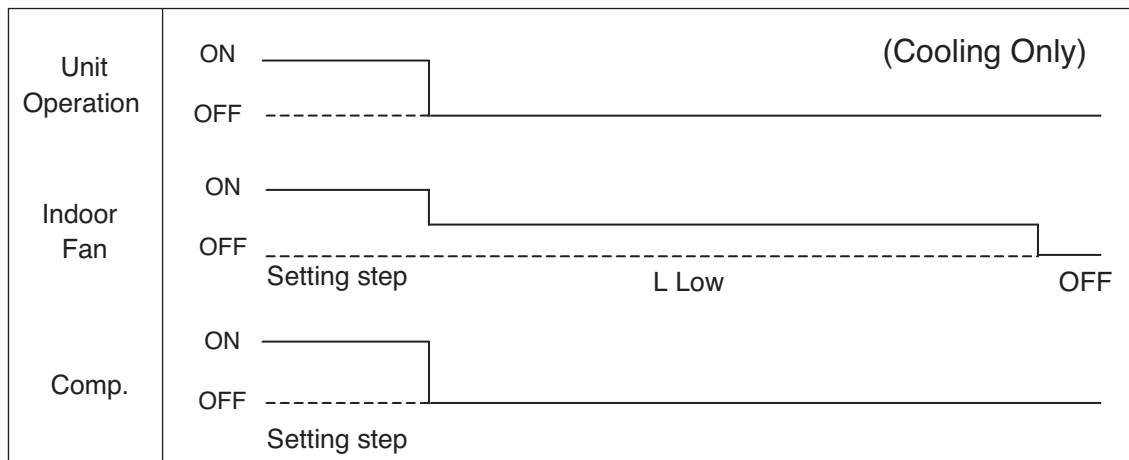 (Cooling Only)
Unit
Operation
ON
OFF
Indoor
Fan
ON
OFF
Setting step
L Low
OFF
Comp.
ON
OFF
Setting step